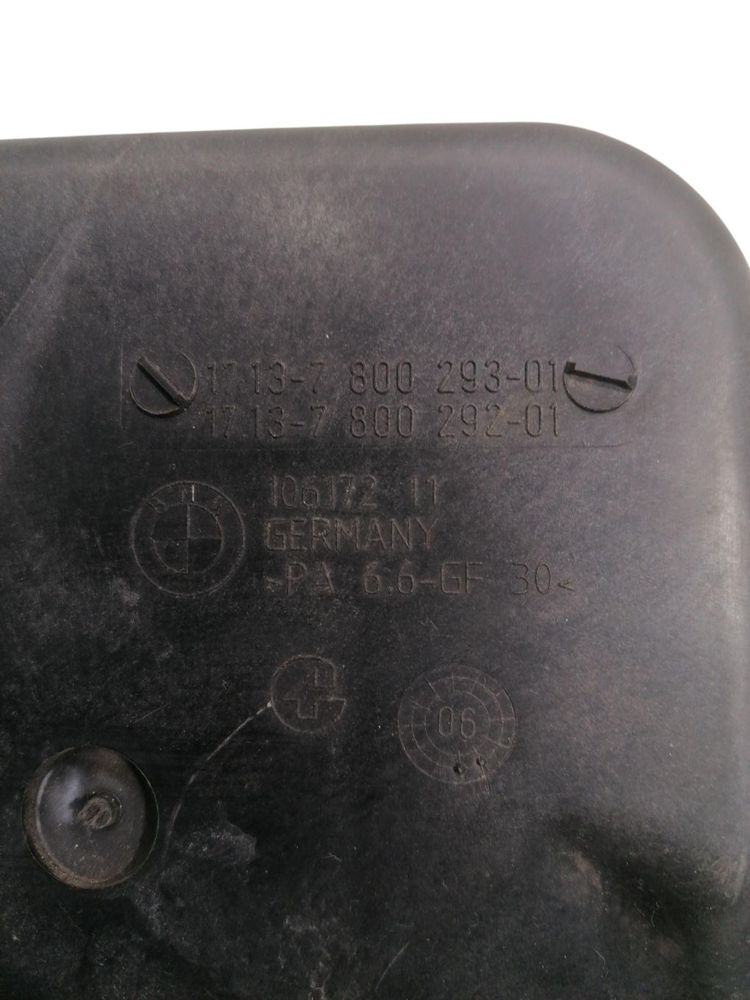 17.13-7 800 293-01
17.13-7 800 292-01
BMW
106172 11
GERMANY
>PA 6.6-GF 30<
06